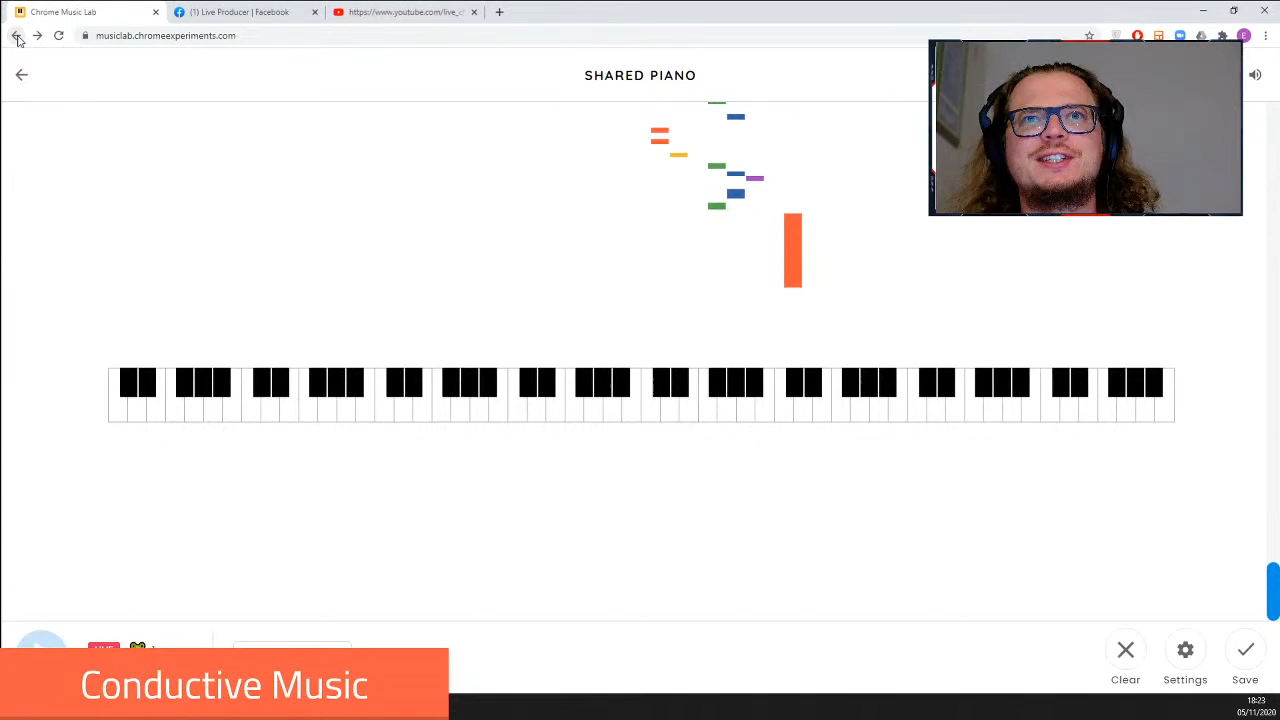 Chrome Music Lab
(1) Live Producer | Facebook
https://www.youtube.com/live_c
musiclab.chromeexperiments.com
E
SHARED PIANO
Clear
Settings
Save
Conductive Music
18:23
05/11/2020